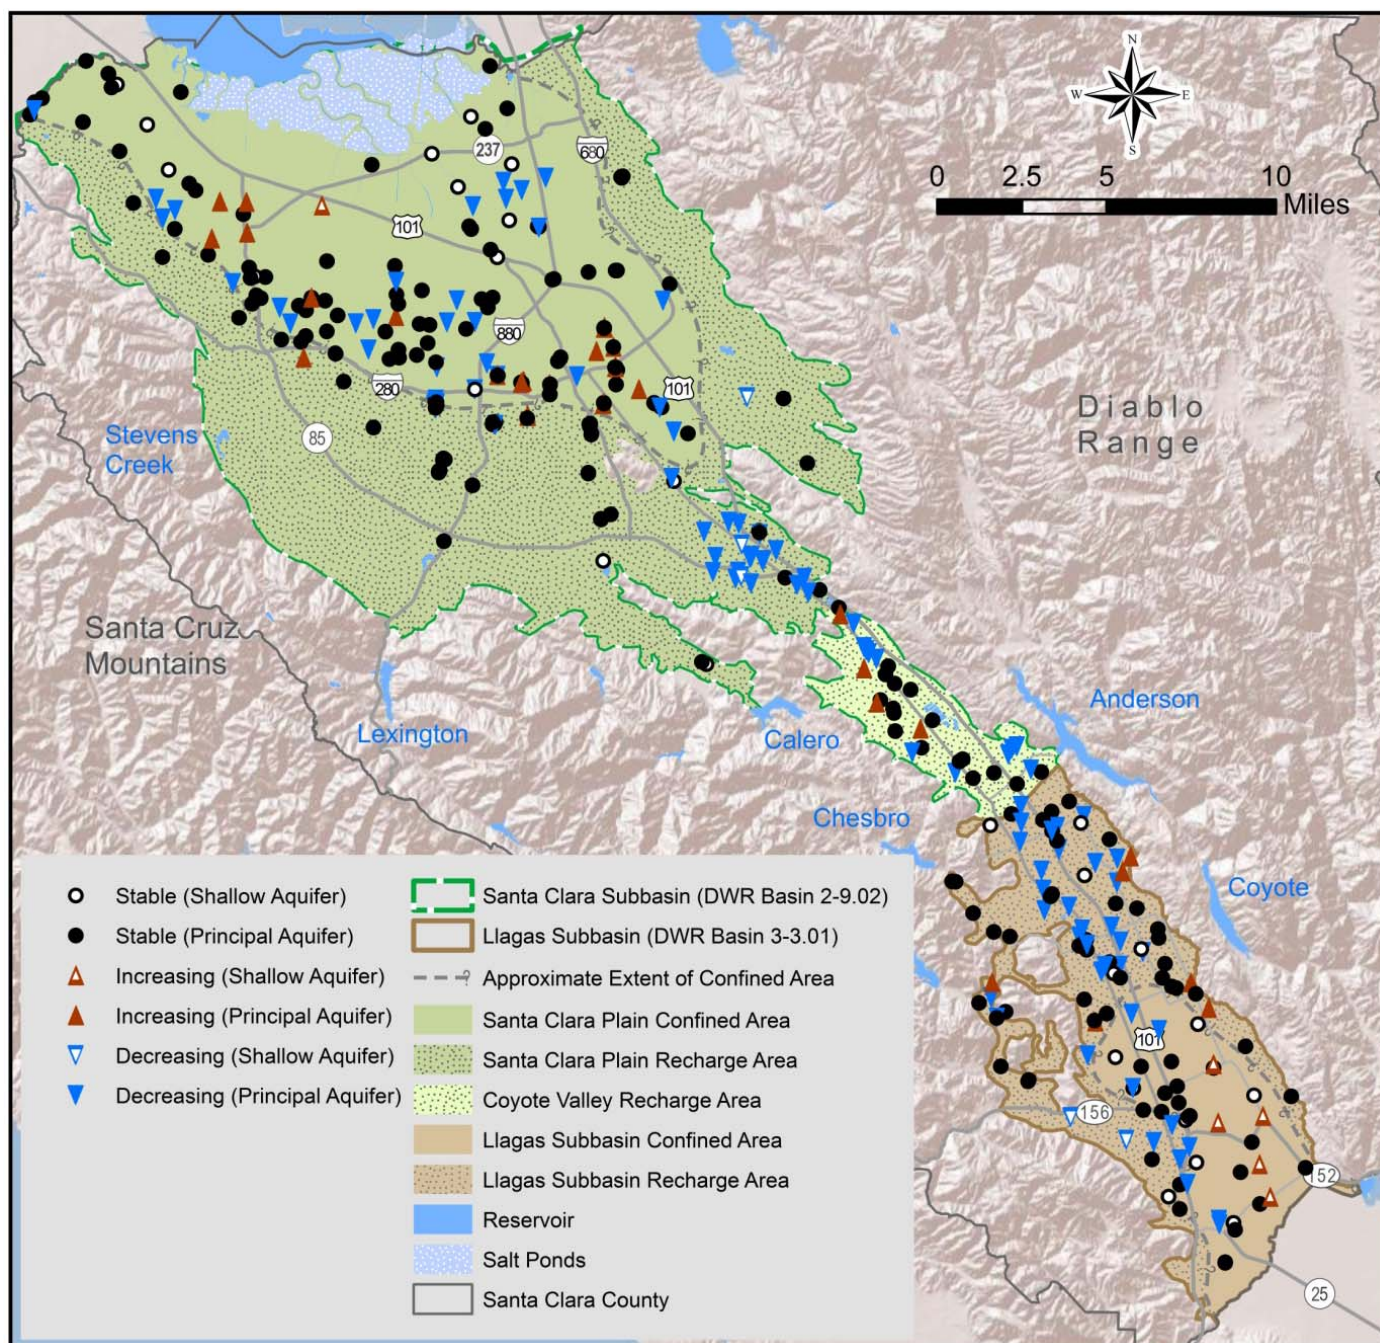 N
W
E
S
0
2.5
5
10
Miles
237
680
101
880
280
101
85
Stevens
Creek
Diablo
Range
Santa Cruz
Mountains
Lexington
Calero
Anderson
Chesbro
Coyote
101
156
152
25
Stable (Shallow Aquifer)
Stable (Principal Aquifer)
Increasing (Shallow Aquifer)
Increasing (Principal Aquifer)
Decreasing (Shallow Aquifer)
Decreasing (Principal Aquifer)
Santa Clara Subbasin (DWR Basin 2-9.02)
Llagas Subbasin (DWR Basin 3-3.01)
?
Approximate Extent of Confined Area
Santa Clara Plain Confined Area
Santa Clara Plain Recharge Area
Coyote Valley Recharge Area
Llagas Subbasin Confined Area
Llagas Subbasin Recharge Area
Reservoir
Salt Ponds
Santa Clara County